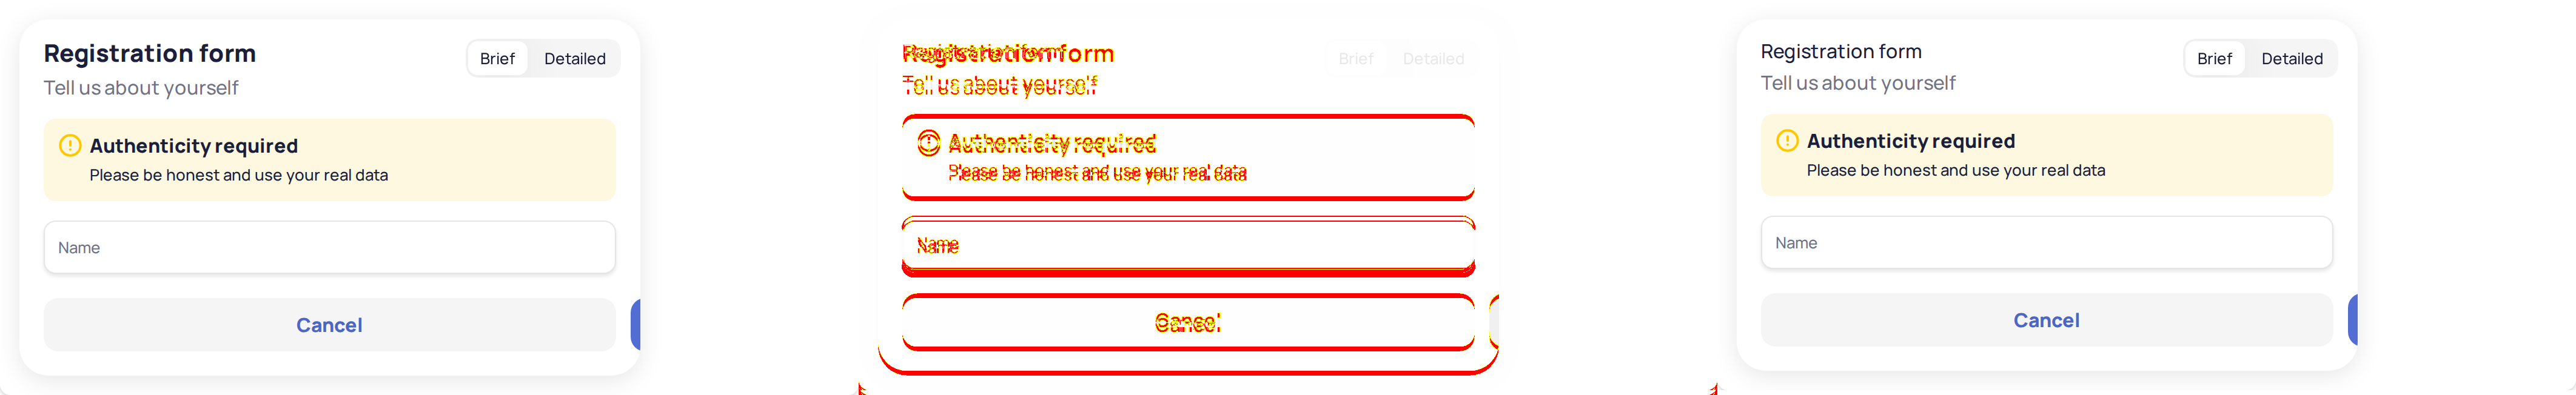 Registration form
Brief
Detailed
Tell us about yourself
Authenticity required
Please be honest and use your real data
Name
Cancel
Registration form
Brief
Detailed
Tell us about yourself
Authenticity required
Please be honest and use your real data
Name
Cancel
Registration form
Brief
Detailed
Tell us about yourself
Authenticity required
Please be honest and use your real data
Name
Cancel